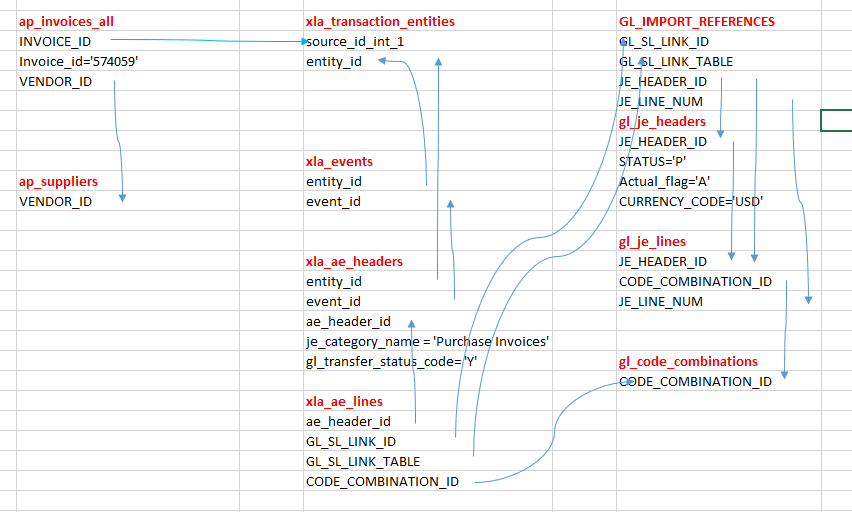 ap_invoices_all
INVOICE_ID
Invoice_id='574059'
VENDOR_ID
ap_suppliers
VENDOR_ID
xla_transaction_entities
source_id_int_1
entity_id
xla_events
entity_id
event_id
xla_ae_headers
entity_id
event_id
ae_header_id
je_category_name = 'Purchase Invoices'
gl_transfer_status_code= 'Y'
xla_ae_lines
ae_header_id
GL_SL_LINK_ID
GL_SL_LINK_TABLE
CODE_COMBINATION_ID
GL_IMPORT_REFERENCES
GL_SL_LINK_ID
GL_SL_LINK_TABLE
JE_HEADER_ID
JE_LINE_NUM
gl_je_headers
JE_HEADER_ID
STATUS='P'
Actual_flag='A'
CURRENCY_CODE='USD'
gl_je_lines
JE_HEADER_ID
CODE_COMBINATION_ID
JE_LINE_NUM
gl_code_combinations
CODE_COMBINATION_ID